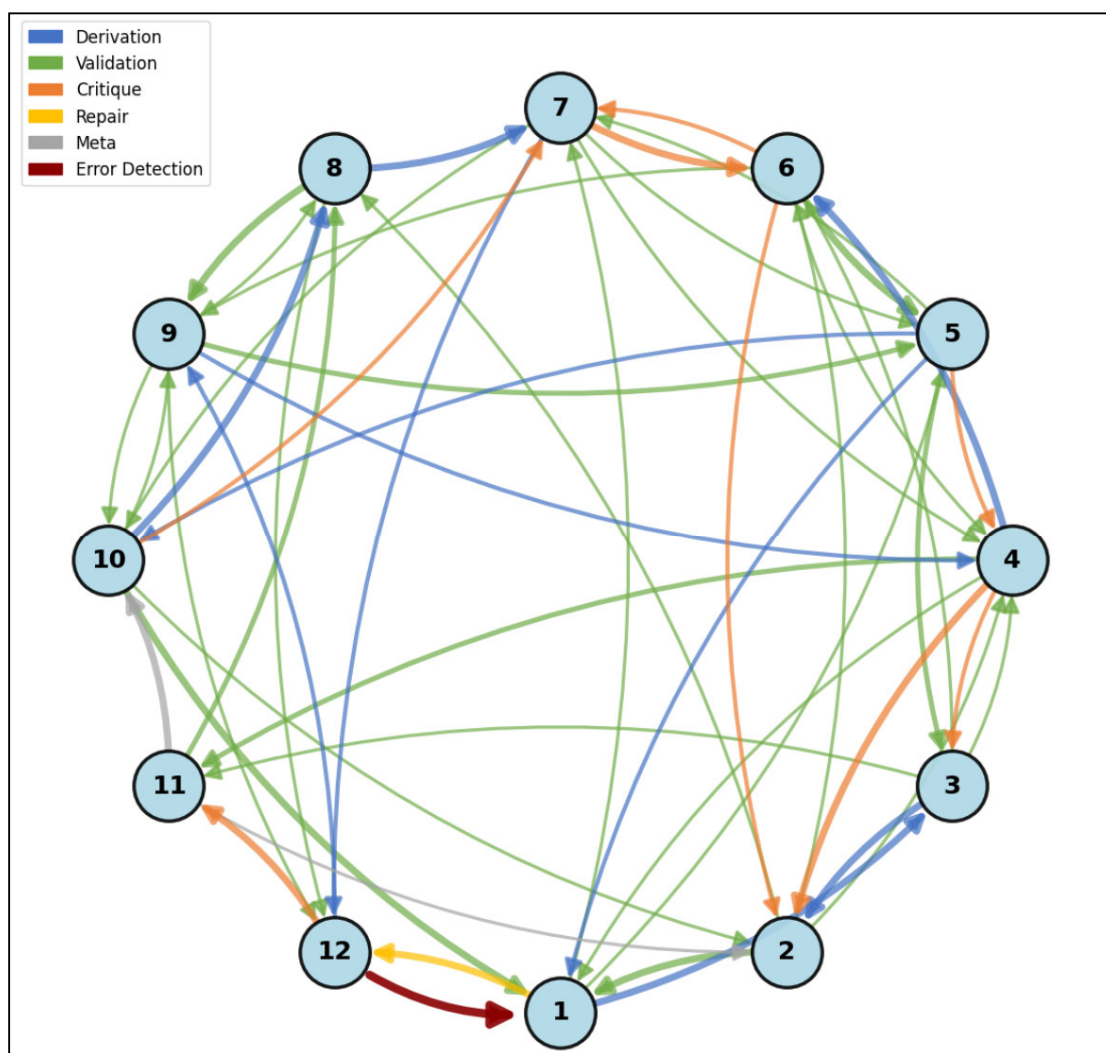 Derivation
Validation
Critique
Repair
Meta
Error Detection
7
8
6
9
5
10
4
11
3
12
2
1